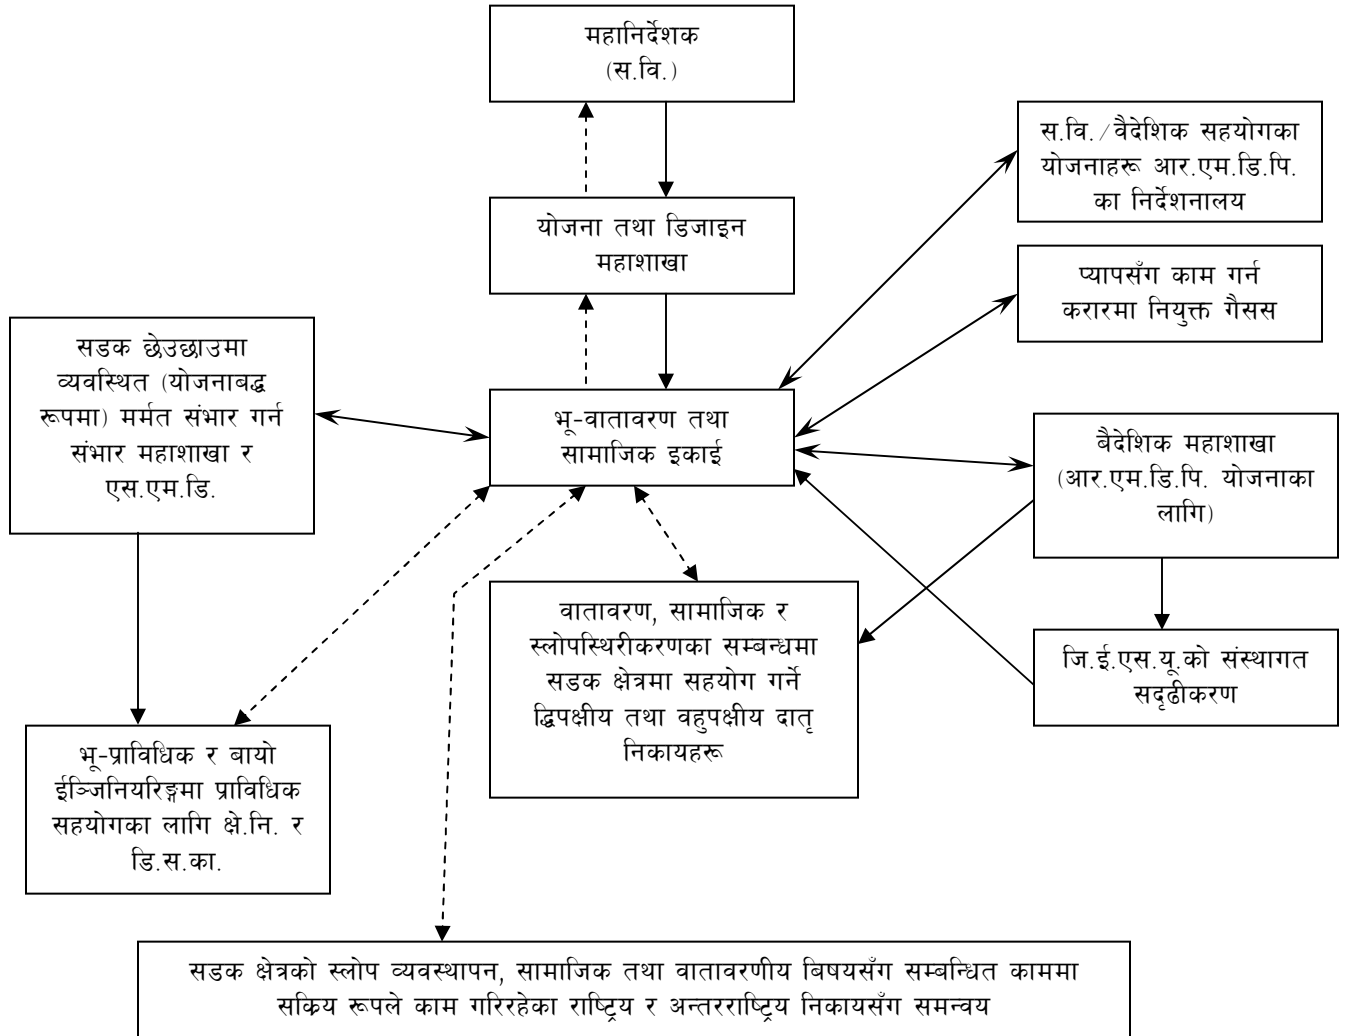 महानिर्देशक
(स.वि.)
स.वि./वैदेशिक सहयोगका
योजनाहरू आर.एम.डि.पि.
का निर्देशनालय
योजना तथा डिजाइन
महाशाखा
प्यापसँग काम गर्न
करारमा नियुक्त गैसस
सडक छेउछाउमा
व्यवस्थित (योजनाबद्ध
रूपमा) मर्मत संभार गर्न
संभार महाशाखा र
एस.एम.डि.
भू-वातावरण तथा
सामाजिक इकाई
बैदेशिक महाशाखा
(आर.एम.डि.पि. योजनाका
लागि)
वातावरण, सामाजिक र
स्लोपस्थिरीकरणका सम्बन्धमा
सडक क्षेत्रमा सहयोग गर्ने
द्धिपक्षीय तथा वहुपक्षीय दातृ
निकायहरू
जि.ई.एस.यू.को संस्थागत
सदृढीकरण
भू-प्राविधिक र बायो
ईञ्जिनियरिङ्गमा प्राविधिक
सहयोगका लागि क्षे.नि. र
डि.स.का.
सडक क्षेत्रको स्लोप व्यवस्थापन, सामाजिक तथा वातावरणीय बिषयसँग सम्बन्धित काममा
सक्रिय रूपले काम गरिरहेका राष्ट्रिय र अन्तरराष्ट्रिय निकायसँग समन्वय